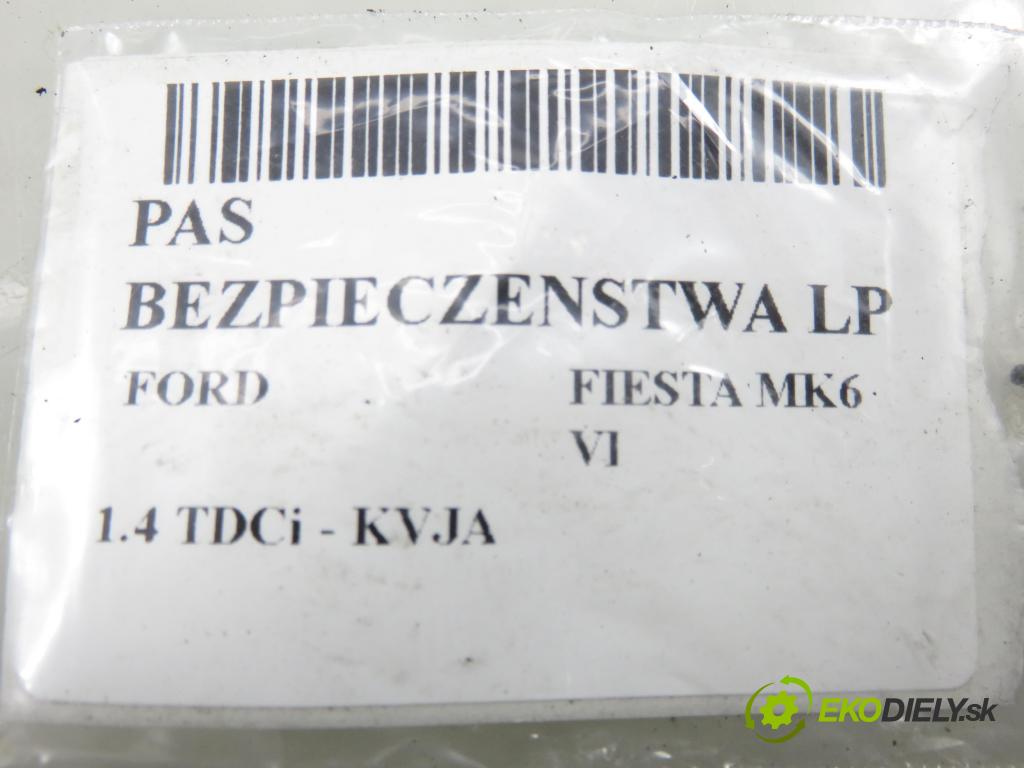 PAS
BEZPIECZENSTWA LP
FORD FIESTA MK6
VI
1.4 TDCi - KVJA
EKODIELY.sk